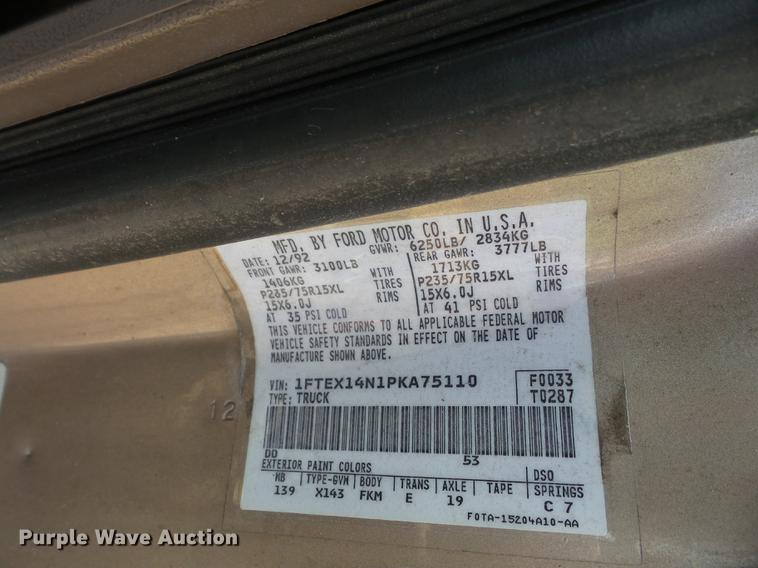 MFD. BY FORD MOTOR CO. IN U.S.A.
DATE: 12/92 GVWR: 6250LB/ 2834KG
FRONT GAWR: 3100LB REAR GAWR: 3777LB
1406KG WITH 1713KG WITH
P235/75R15XL TIRES P235/75R15XL TIRES
15X6.0J RIMS 15X6.0J RIMS
AT 35 PSI COLD AT 41 PSI COLD
THIS VEHICLE CONFORMS TO ALL APPLICABLE FEDERAL MOTOR
VEHICLE SAFETY STANDARDS IN EFFECT ON THE DATE OF
MANUFACTURE SHOWN ABOVE.
VIN: 1FTEX14N1PKA75110 F0033
TYPE: TRUCK T0287
12
DD 53
EXTERIOR PAINT COLORS DSO
WB TYPE-GVW BODY TRANS AXLE TAPE SPRINGS
139 X143 FKM E 19 C 7
F0TA-15204A10-AA
Purple Wave Auction